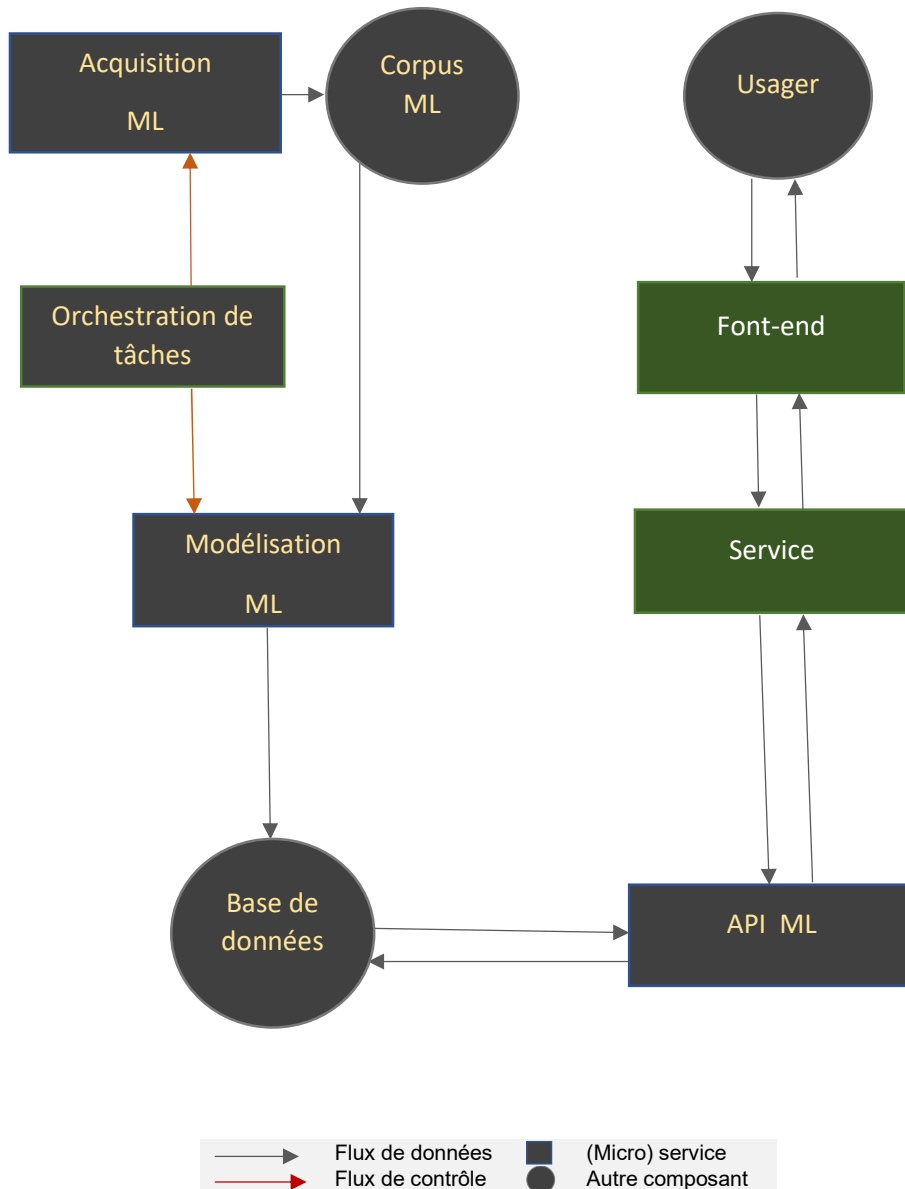 Acquisition
ML
Corpus
ML
Usager
Orchestration de
tâches
Font-end
Modélisation
ML
Service
Base de
données
API ML
Flux de données
(Micro) service
Flux de contrôle
Autre composant